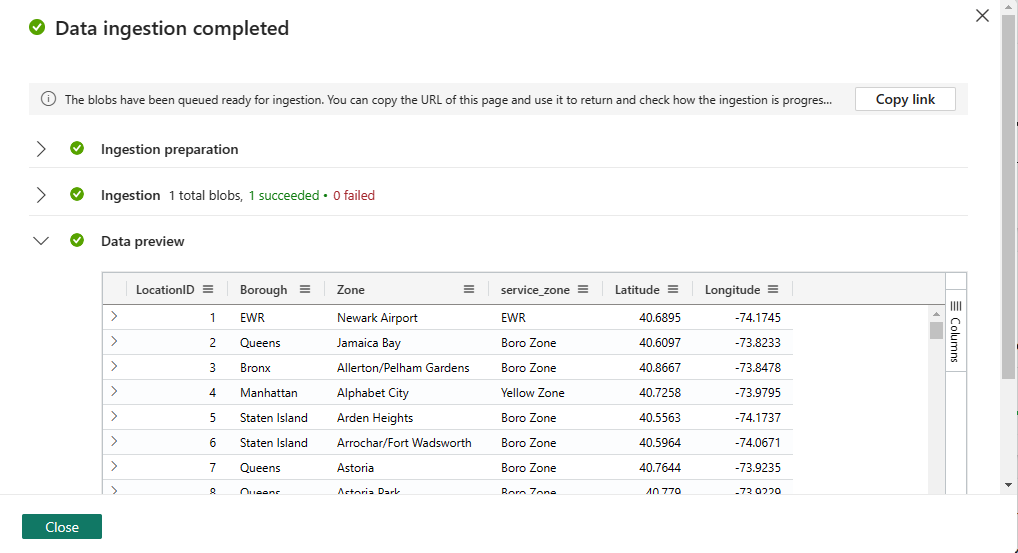 Data ingestion completed
The blobs have been queued ready for ingestion. You can copy the URL of this page and use it to return and check how the ingestion is progres... Copy link
Ingestion preparation
Ingestion 1 total blobs, 1 succeeded • 0 failed
Data preview
LocationID Borough Zone service_zone Latitude Longitude
1 EWR Newark Airport EWR 40.6895 -74.1745
2 Queens Jamaica Bay Boro Zone 40.6097 -73.8233
3 Bronx Allerton/Pelham Gardens Boro Zone 40.8667 -73.8478
4 Manhattan Alphabet City Yellow Zone 40.7258 -73.9795
5 Staten Island Arden Heights Boro Zone 40.5563 -74.1737
6 Staten Island Arrochar/Fort Wadsworth Boro Zone 40.5964 -74.0671
7 Queens Astoria Boro Zone 40.7644 -73.9235
8 Queens Astoria Park Boro Zone 40.779 -73.9229
Columns
Close